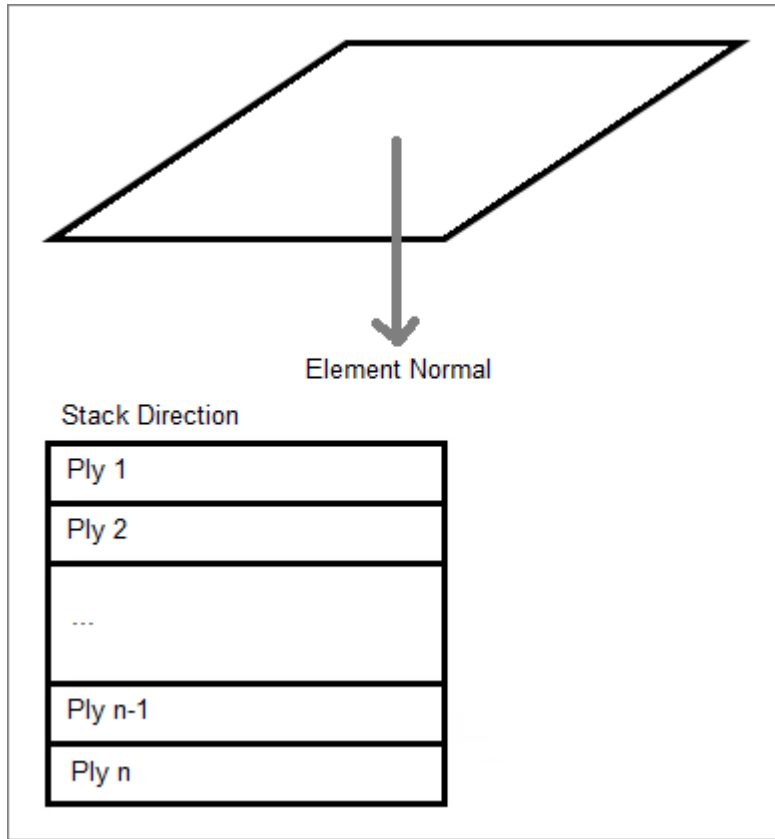 Element Normal
Stack Direction
Ply 1
Ply 2
---
Ply n-1
Ply n